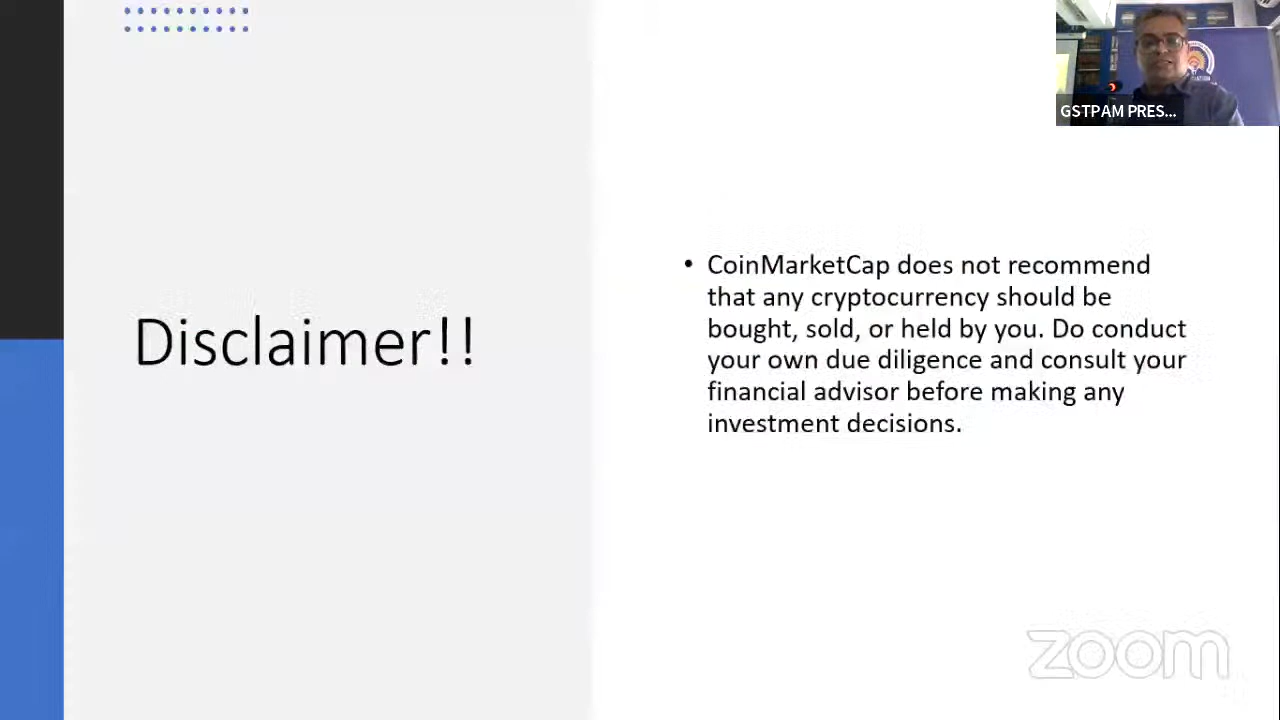 GSTPAM PRES...
Disclaimer!!
• CoinMarketCap does not recommend
that any cryptocurrency should be
bought, sold, or held by you. Do conduct
your own due diligence and consult your
financial advisor before making any
investment decisions.
zoom